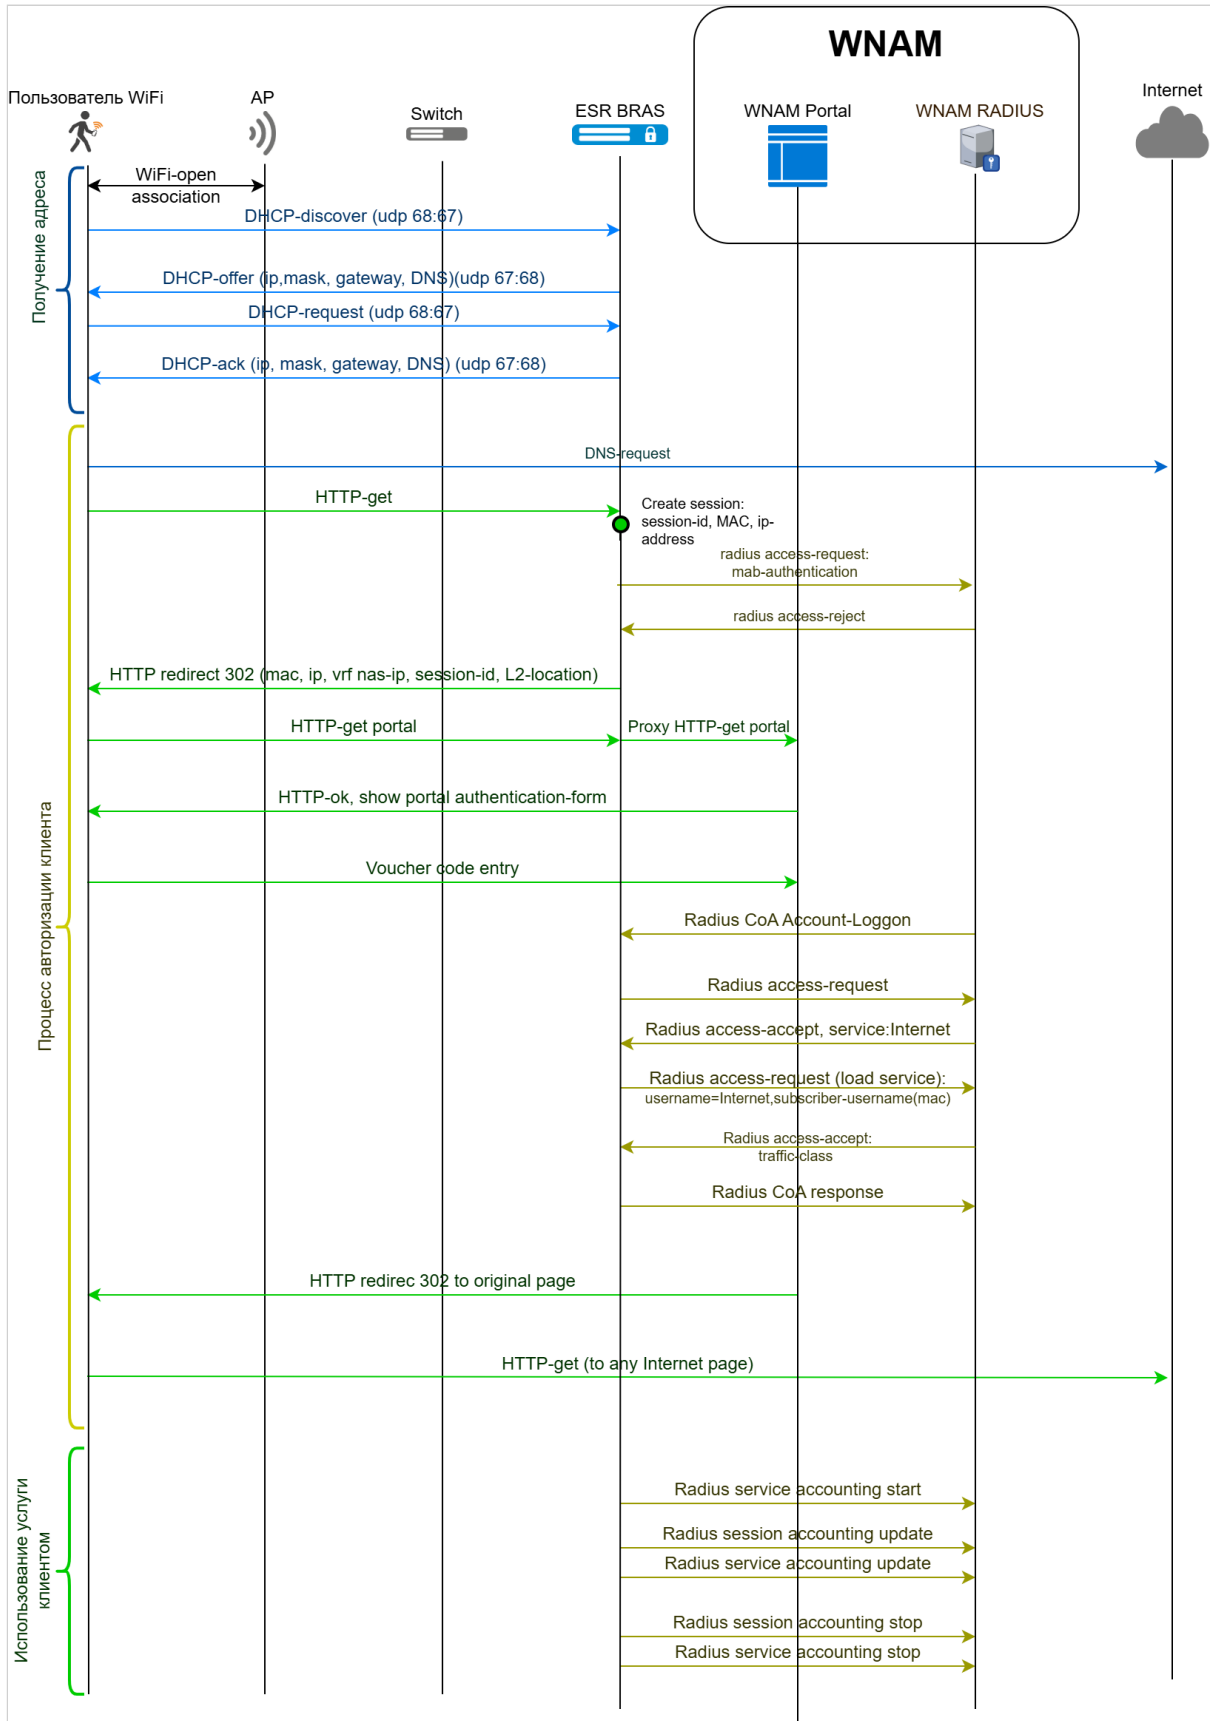 WNAM
Пользователь WiFi
AP
Switch
ESR BRAS
WNAM Portal
WNAM RADIUS
Internet
Получение адреса
WiFi-open
association
DHCP-discover (udp 68:67)
DHCP-offer (ip,mask, gateway, DNS)(udp 67:68)
DHCP-request (udp 68:67)
DHCP-ack (ip, mask, gateway, DNS) (udp 67:68)
Процесс авторизации клиента
DNS-request
HTTP-get
Create session:
session-id, MAC, ip-
address
radius access-request:
mab-authentication
radius access-reject
HTTP redirect 302 (mac, ip, vrf nas-ip, session-id, L2-location)
HTTP-get portal
Proxy HTTP-get portal
HTTP-ok, show portal authentication-form
Voucher code entry
Radius CoA Account-Loggon
Radius access-request
Radius access-accept, service:Internet
Radius access-request (load service):
username=Internet,subscriber-username(mac)
Radius access-accept:
traffic-class
Radius CoA response
HTTP redirec 302 to original page
HTTP-get (to any Internet page)
Использование услуги
клиентом
Radius service accounting start
Radius session accounting update
Radius service accounting update
Radius session accounting stop
Radius service accounting stop